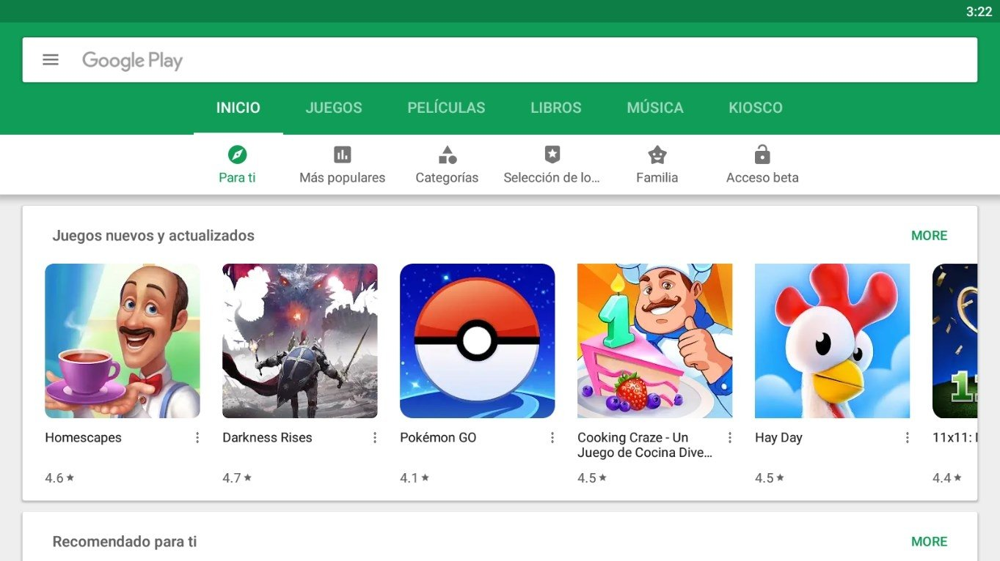 3:22
Google Play
INICIO JUEGOS PELÍCULAS LIBROS MÚSICA KIOSCO
Para ti Más populares Categorías Selección de lo... Familia Acceso beta
Juegos nuevos y actualizados MORE
1
11
Homescapes Darkness Rises Pokémon GO Cooking Craze - Un Hay Day 11x11:
Juego de Cocina Dive...
4.6 ★ 4.7 ★ 4.1 ★ 4.5 ★ 4.5 ★ 4.4 ★
Recomendado para ti MORE